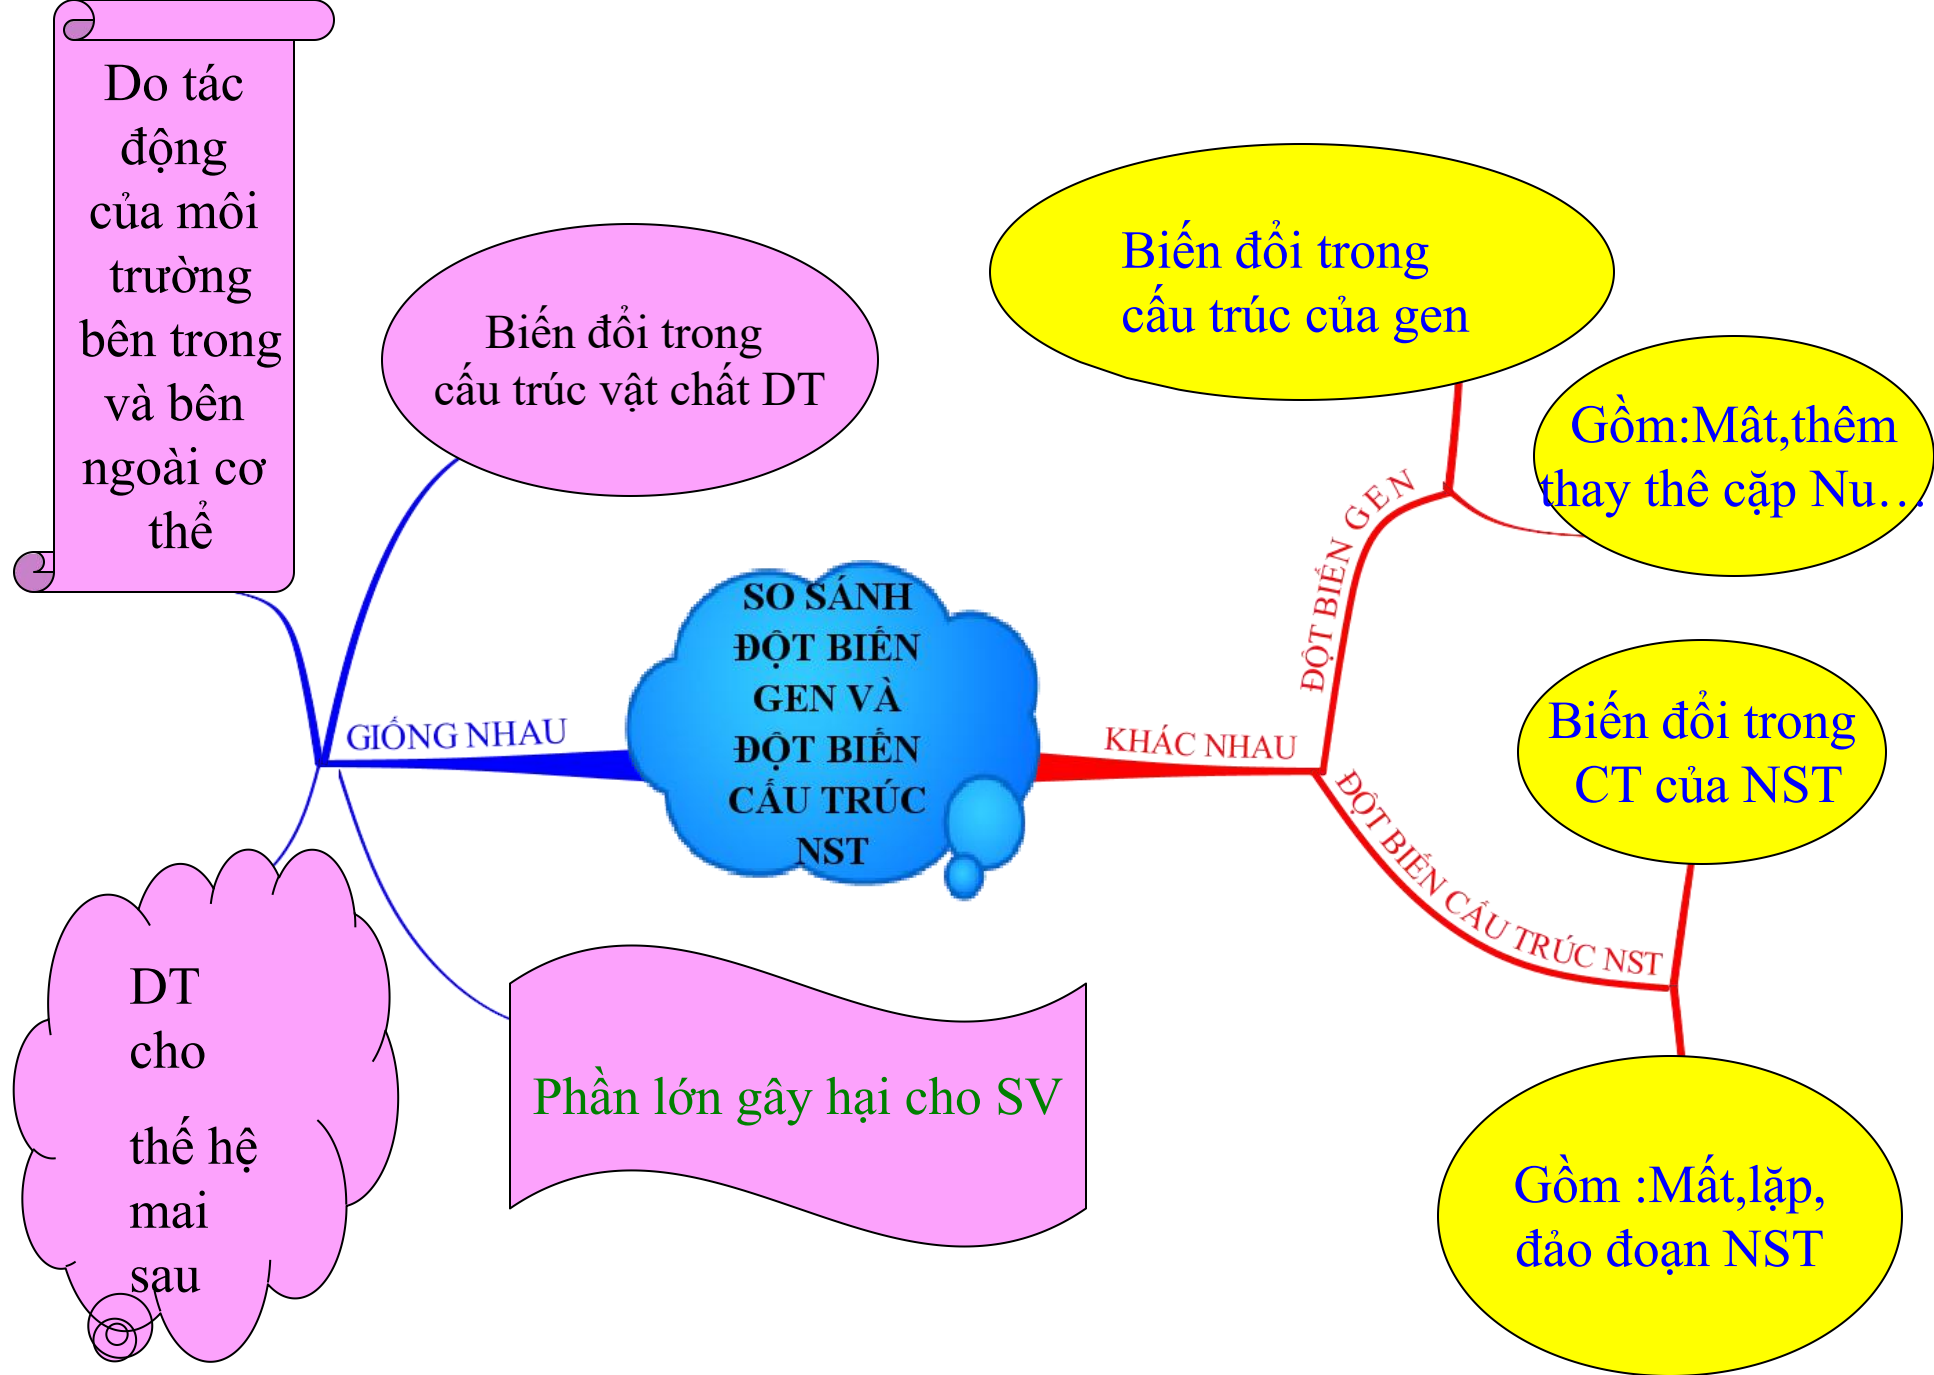 Do tác
động
của môi
trường
bên trong
và bên
ngoài cơ
thể
Biến đổi trong
cấu trúc vật chất DT
GIỐNG NHAU
DT
cho
thế hệ
mai
sau
Phần lớn gây hại cho SV
SO SÁNH
ĐỘT BIẾN
GEN VÀ
ĐỘT BIẾN
CẤU TRÚC
NST
KHÁC NHAU
ĐỘT BIẾN GEN
Biến đổi trong
cấu trúc của gen
Gồm:Mât,thêm
thay thê cặp Nu…
ĐỘT BIẾN CẤU TRÚC NST
Biến đổi trong
CT của NST
Gồm :Mất,lặp,
đảo đoạn NST